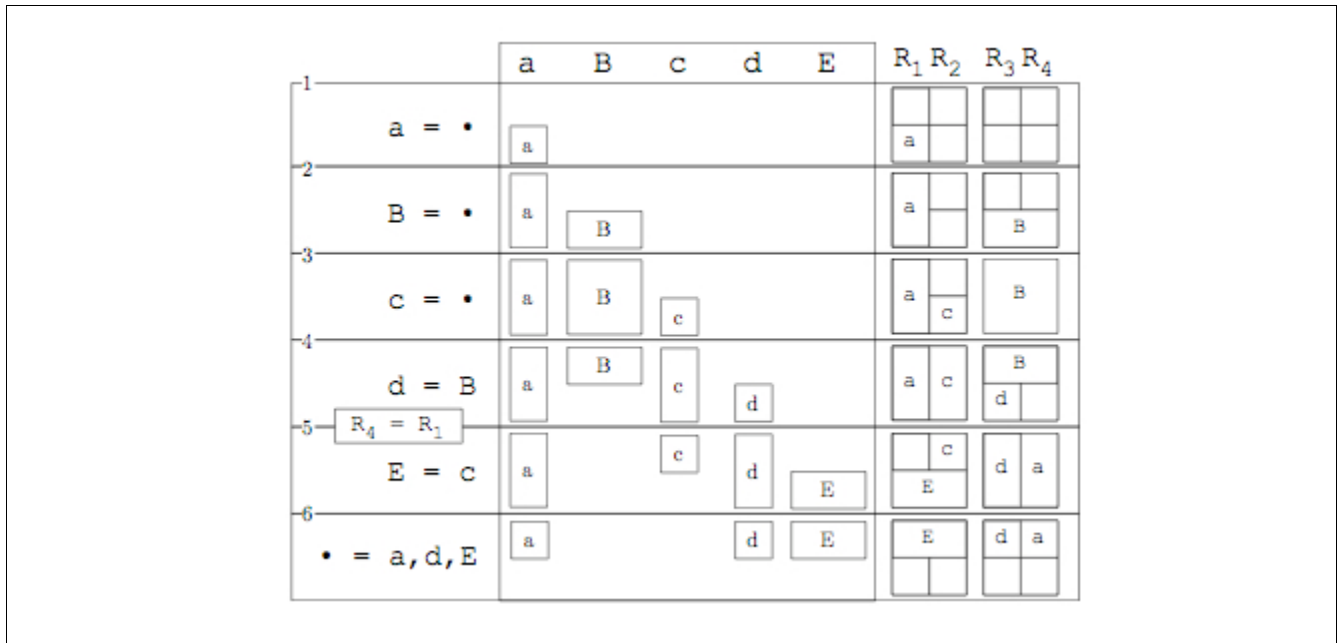 a B c d E R1 R2 R3 R4
1
a = • a a
2
B = • a B a B
3
c = • a B c a c B
4
d = B a B c d a c B d
5 R4 = R1
E = c a c d E c E d a
6
• = a,d,E a d E E d a